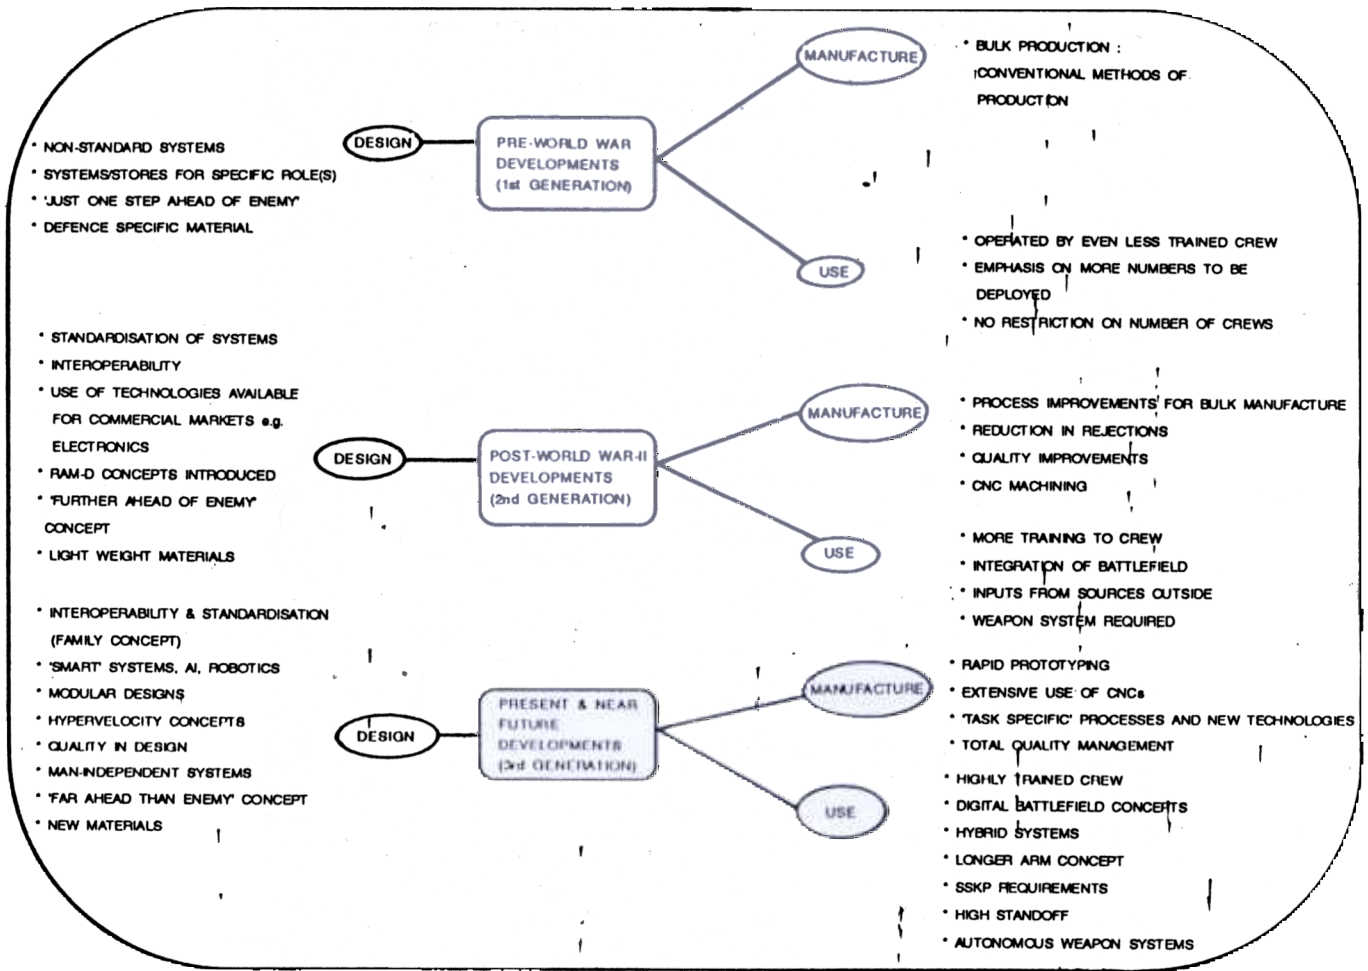 MANUFACTURE
* BULK PRODUCTION :
CONVENTIONAL METHODS OF
PRODUCTION
DESIGN
* NON-STANDARD SYSTEMS
* SYSTEMS/STORES FOR SPECIFIC ROLE(S)
* 'JUST ONE STEP AHEAD OF ENEMY'
* DEFENCE SPECIFIC MATERIAL
PRE-WORLD WAR
DEVELOPMENTS
(1st GENERATION)
USE
* OPERATED BY EVEN LESS TRAINED CREW
* EMPHASIS ON MORE NUMBERS TO BE
DEPLOYED
* NO RESTRICTION ON NUMBER OF CREWS
* STANDARDISATION OF SYSTEMS
* INTEROPERABILITY
* USE OF TECHNOLOGIES AVAILABLE
FOR COMMERCIAL MARKETS e.g.
ELECTRONICS
* RAM-D CONCEPTS INTRODUCED
* 'FURTHER AHEAD OF ENEMY'
CONCEPT
* LIGHT WEIGHT MATERIALS
DESIGN
POST-WORLD WAR-II
DEVELOPMENTS
(2nd GENERATION)
MANUFACTURE
* PROCESS IMPROVEMENTS FOR BULK MANUFACTURE
* REDUCTION IN REJECTIONS
* QUALITY IMPROVEMENTS
* CNC MACHINING
USE
* MORE TRAINING TO CREW
* INTEGRATION OF BATTLEFIELD
* INPUTS FROM SOURCES OUTSIDE
* WEAPON SYSTEM REQUIRED
* INTEROPERABILITY & STANDARDISATION
(FAMILY CONCEPT)
* 'SMART' SYSTEMS, AI, ROBOTICS
* MODULAR DESIGNS
* HYPERVELOCITY CONCEPTS
* QUALITY IN DESIGN
* MAN-INDEPENDENT SYSTEMS
* 'FAR AHEAD THAN ENEMY' CONCEPT
* NEW MATERIALS
DESIGN
PRESENT & NEAR
FUTURE
DEVELOPMENTS
(3rd GENERATION)
MANUFACTURE
* RAPID PROTOTYPING
* EXTENSIVE USE OF CNCs
* 'TASK SPECIFIC' PROCESSES AND NEW TECHNOLOGIES
* TOTAL QUALITY MANAGEMENT
USE
* HIGHLY TRAINED CREW
* DIGITAL BATTLEFIELD CONCEPTS
* HYBRID SYSTEMS
* LONGER ARM CONCEPT
* SSKP REQUIREMENTS
* HIGH STANDOFF
* AUTONOMOUS WEAPON SYSTEMS